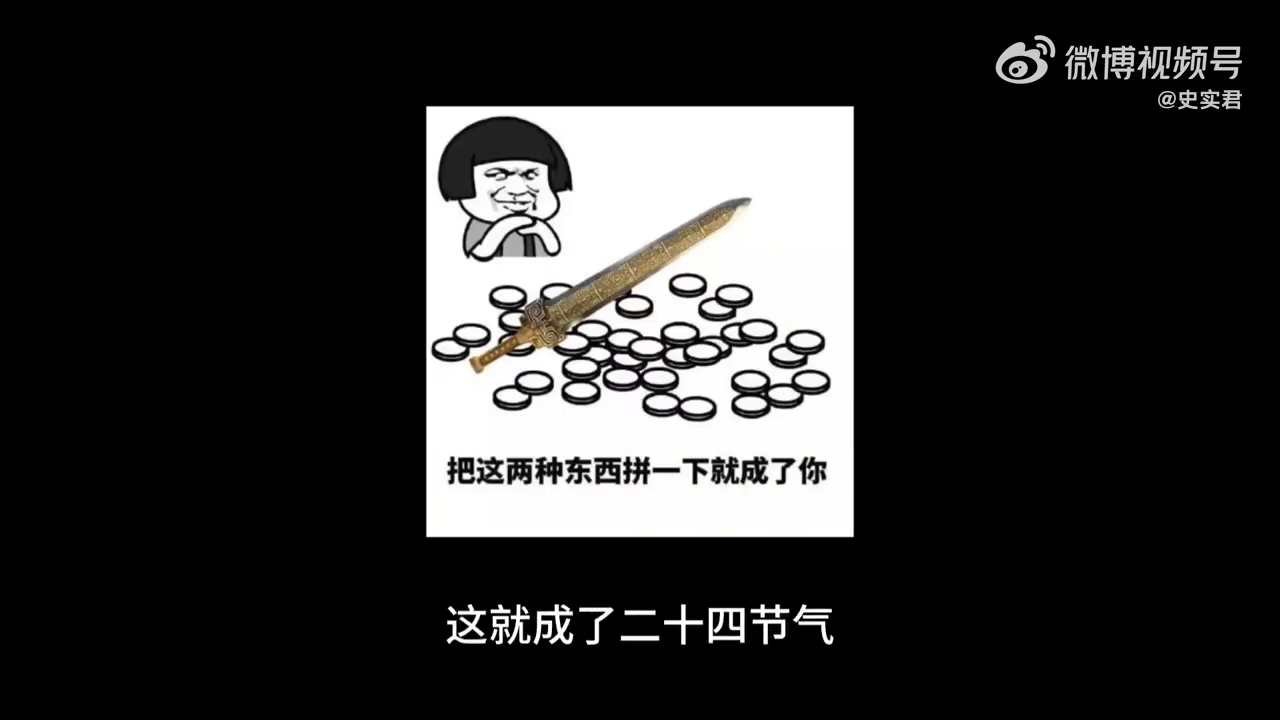 微博视频号
@史实君
把这两种东西拼一下就成了你
这就成了二十四节气